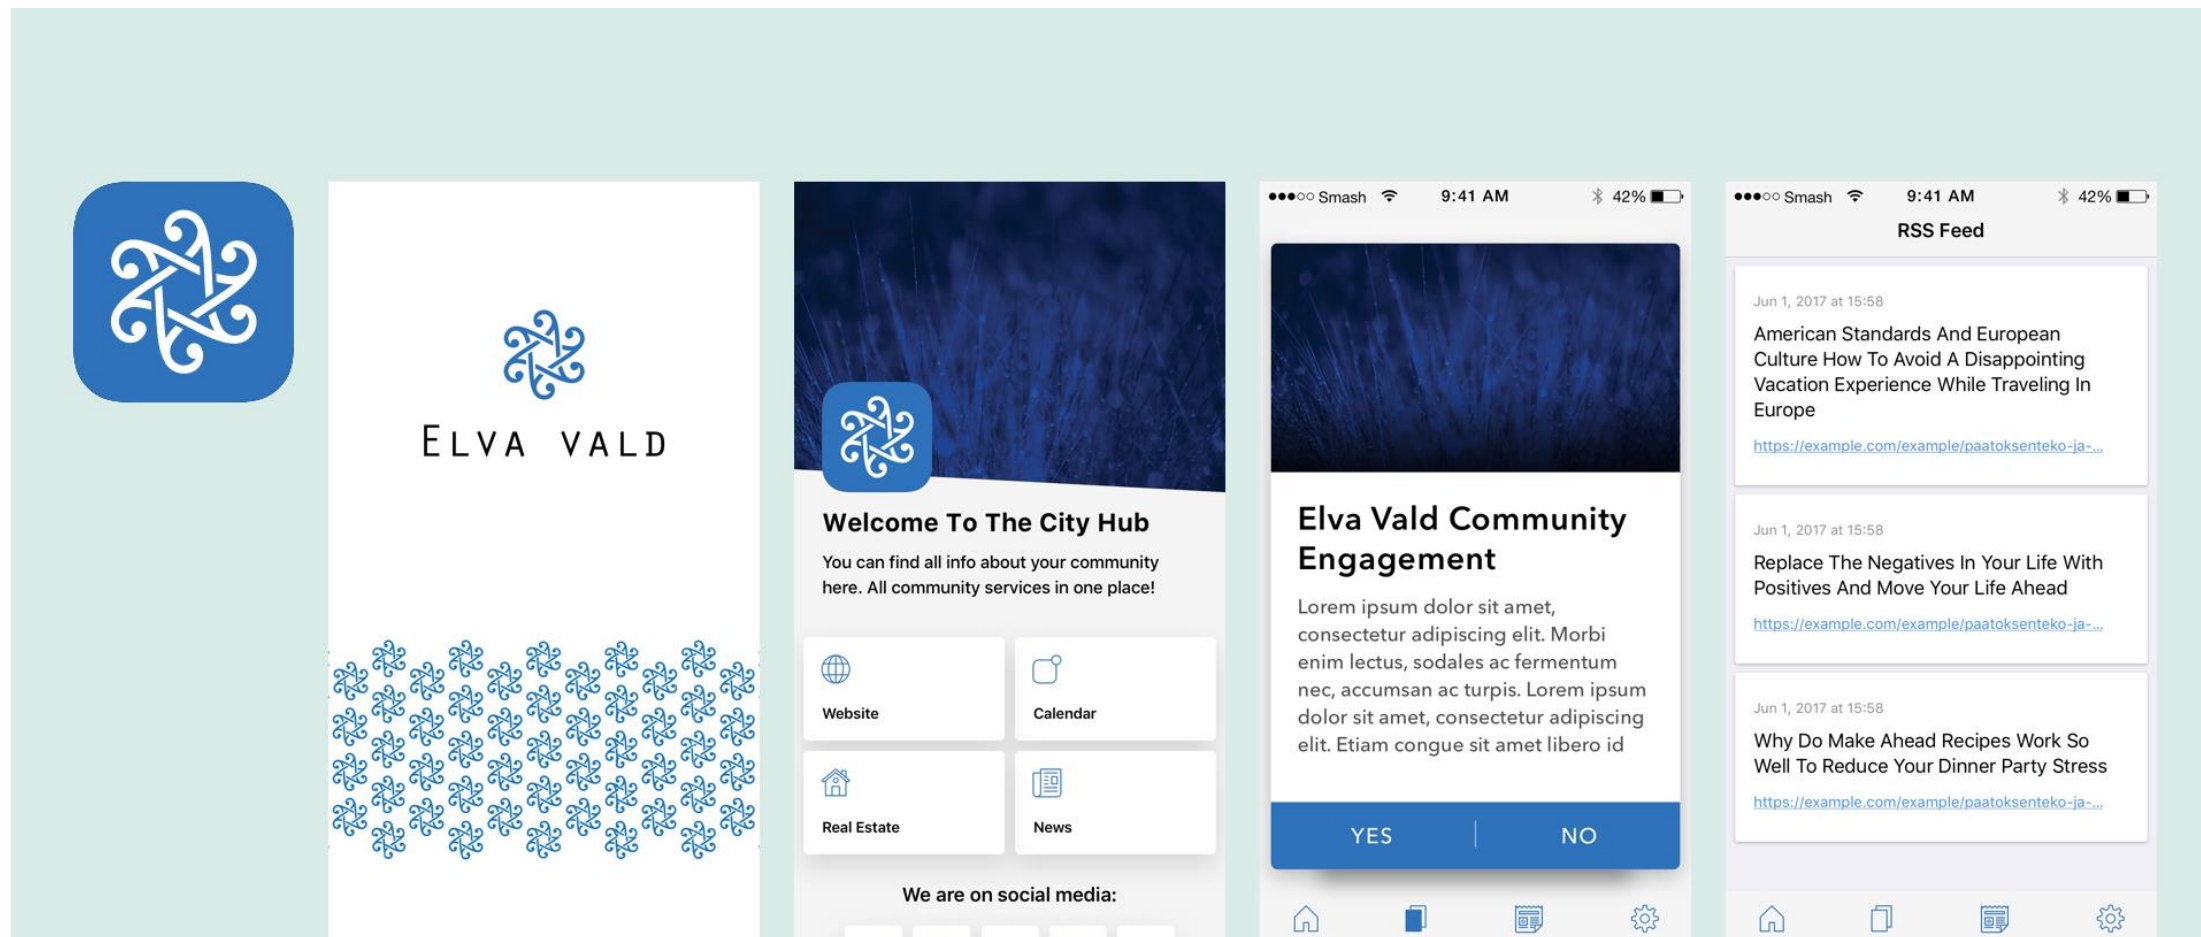 ELVA VALD
Welcome To The City Hub
You can find all info about your community
here. All community services in one place!
Website
Calendar
Real Estate
News
We are on social media:
Smash 9:41 AM 42%
Elva Vald Community
Engagement
Lorem ipsum dolor sit amet,
consectetur adipiscing elit. Morbi
enim lectus, sodales ac fermentum
nec, accumsan ac turpis. Lorem ipsum
dolor sit amet, consectetur adipiscing
elit. Etiam congue sit amet libero id
YES NO
Smash 9:41 AM 42%
RSS Feed
Jun 1, 2017 at 15:58
American Standards And European
Culture How To Avoid A Disappointing
Vacation Experience While Traveling In
Europe
https://example.com/example/paatoksenteko-ja-...
Jun 1, 2017 at 15:58
Replace The Negatives In Your Life With
Positives And Move Your Life Ahead
https://example.com/example/paatoksenteko-ja-...
Jun 1, 2017 at 15:58
Why Do Make Ahead Recipes Work So
Well To Reduce Your Dinner Party Stress
https://example.com/example/paatoksenteko-ja-...